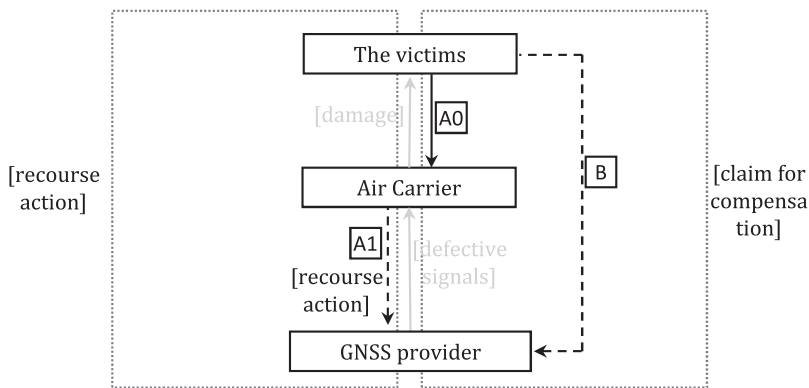 The victims
[damage]
A0
[recourse
action]
Air Carrier
B
[claim for
compensa
tion]
A1
[defective
signals]
[recourse
action]
GNSS provider